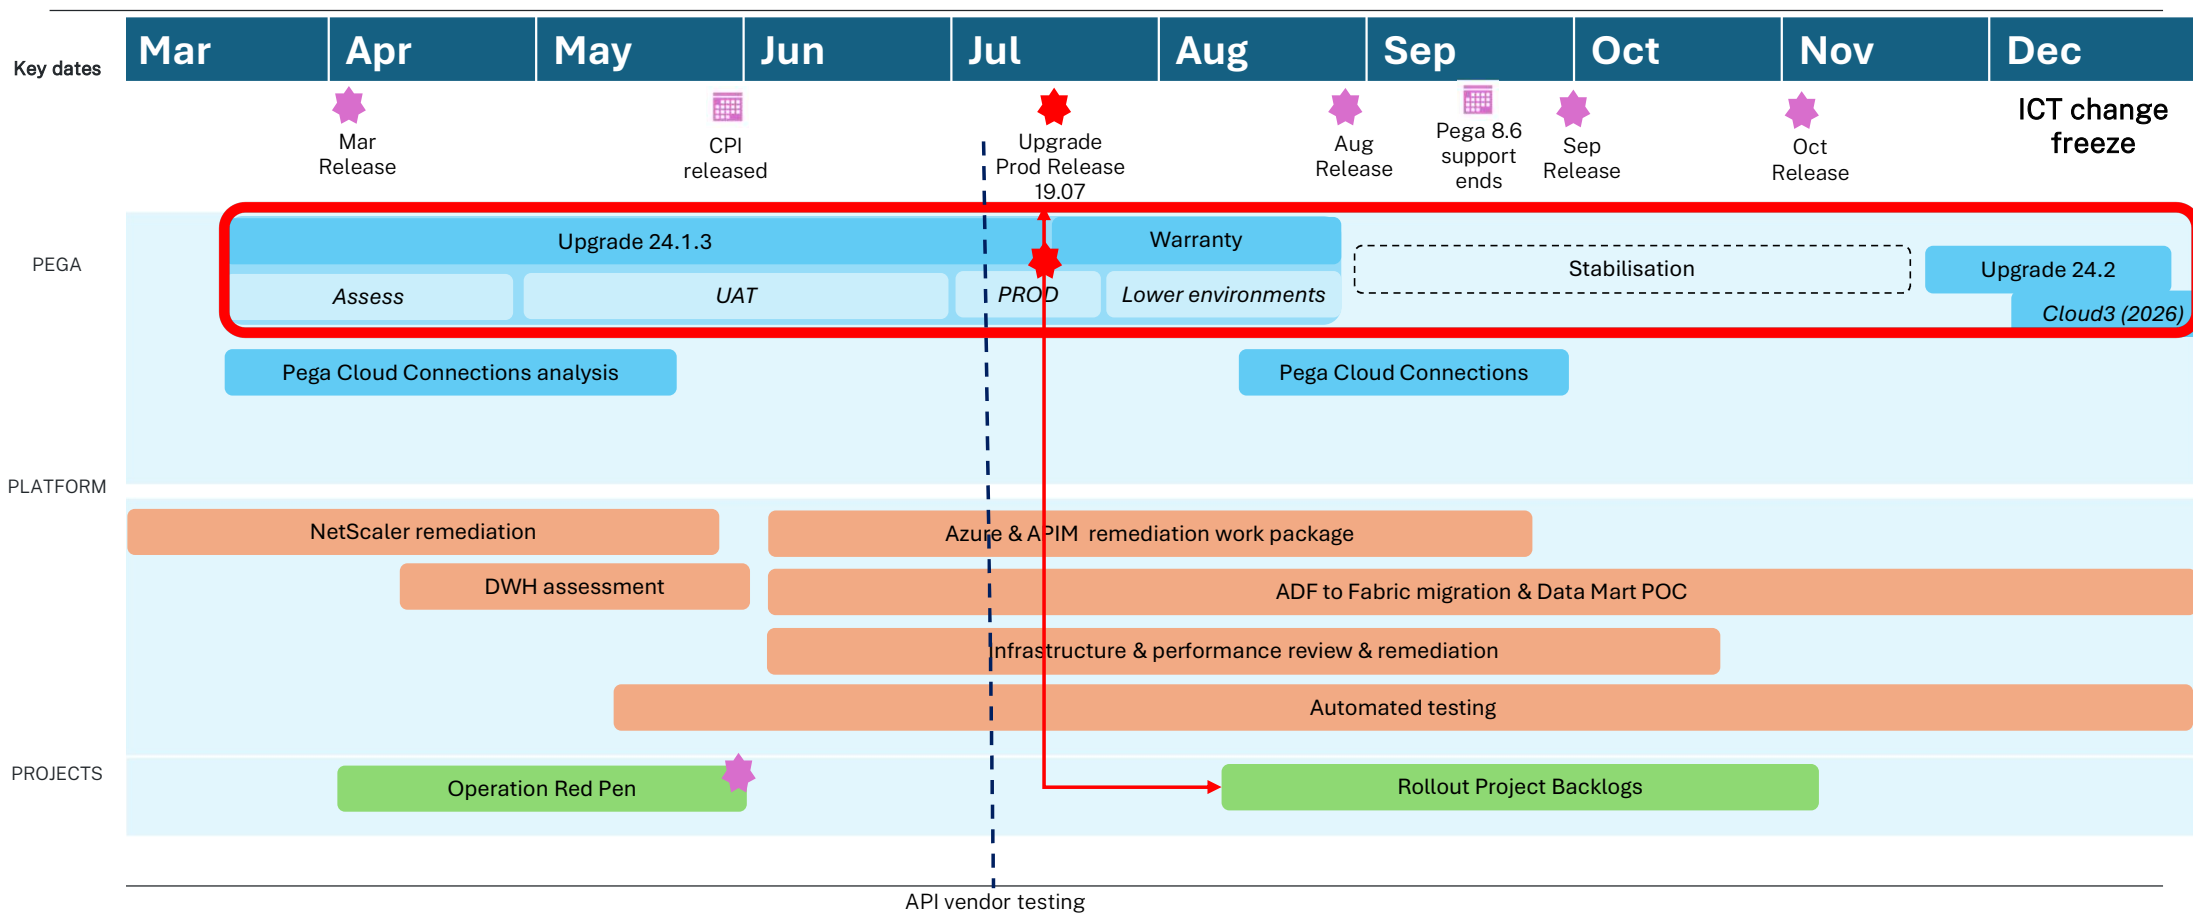 Mar Apr May Jun Jul Aug Sep Oct Nov Dec
Key dates
Mar
Release
CPI
released
Upgrade
Prod Release
19.07
Aug
Release
Pega 8.6
support
ends
Sep
Release
Oct
Release
ICT change
freeze
PEGA
Upgrade 24.1.3
Warranty
Assess
UAT
PROD
Lower environments
Stabilisation
Upgrade 24.2
Cloud3 (2026)
Pega Cloud Connections analysis
Pega Cloud Connections
PLATFORM
NetScaler remediation
Azure & APIM remediation work package
DWH assessment
ADF to Fabric migration & Data Mart POC
Infrastructure & performance review & remediation
Automated testing
PROJECTS
Operation Red Pen
Rollout Project Backlogs
API vendor testing